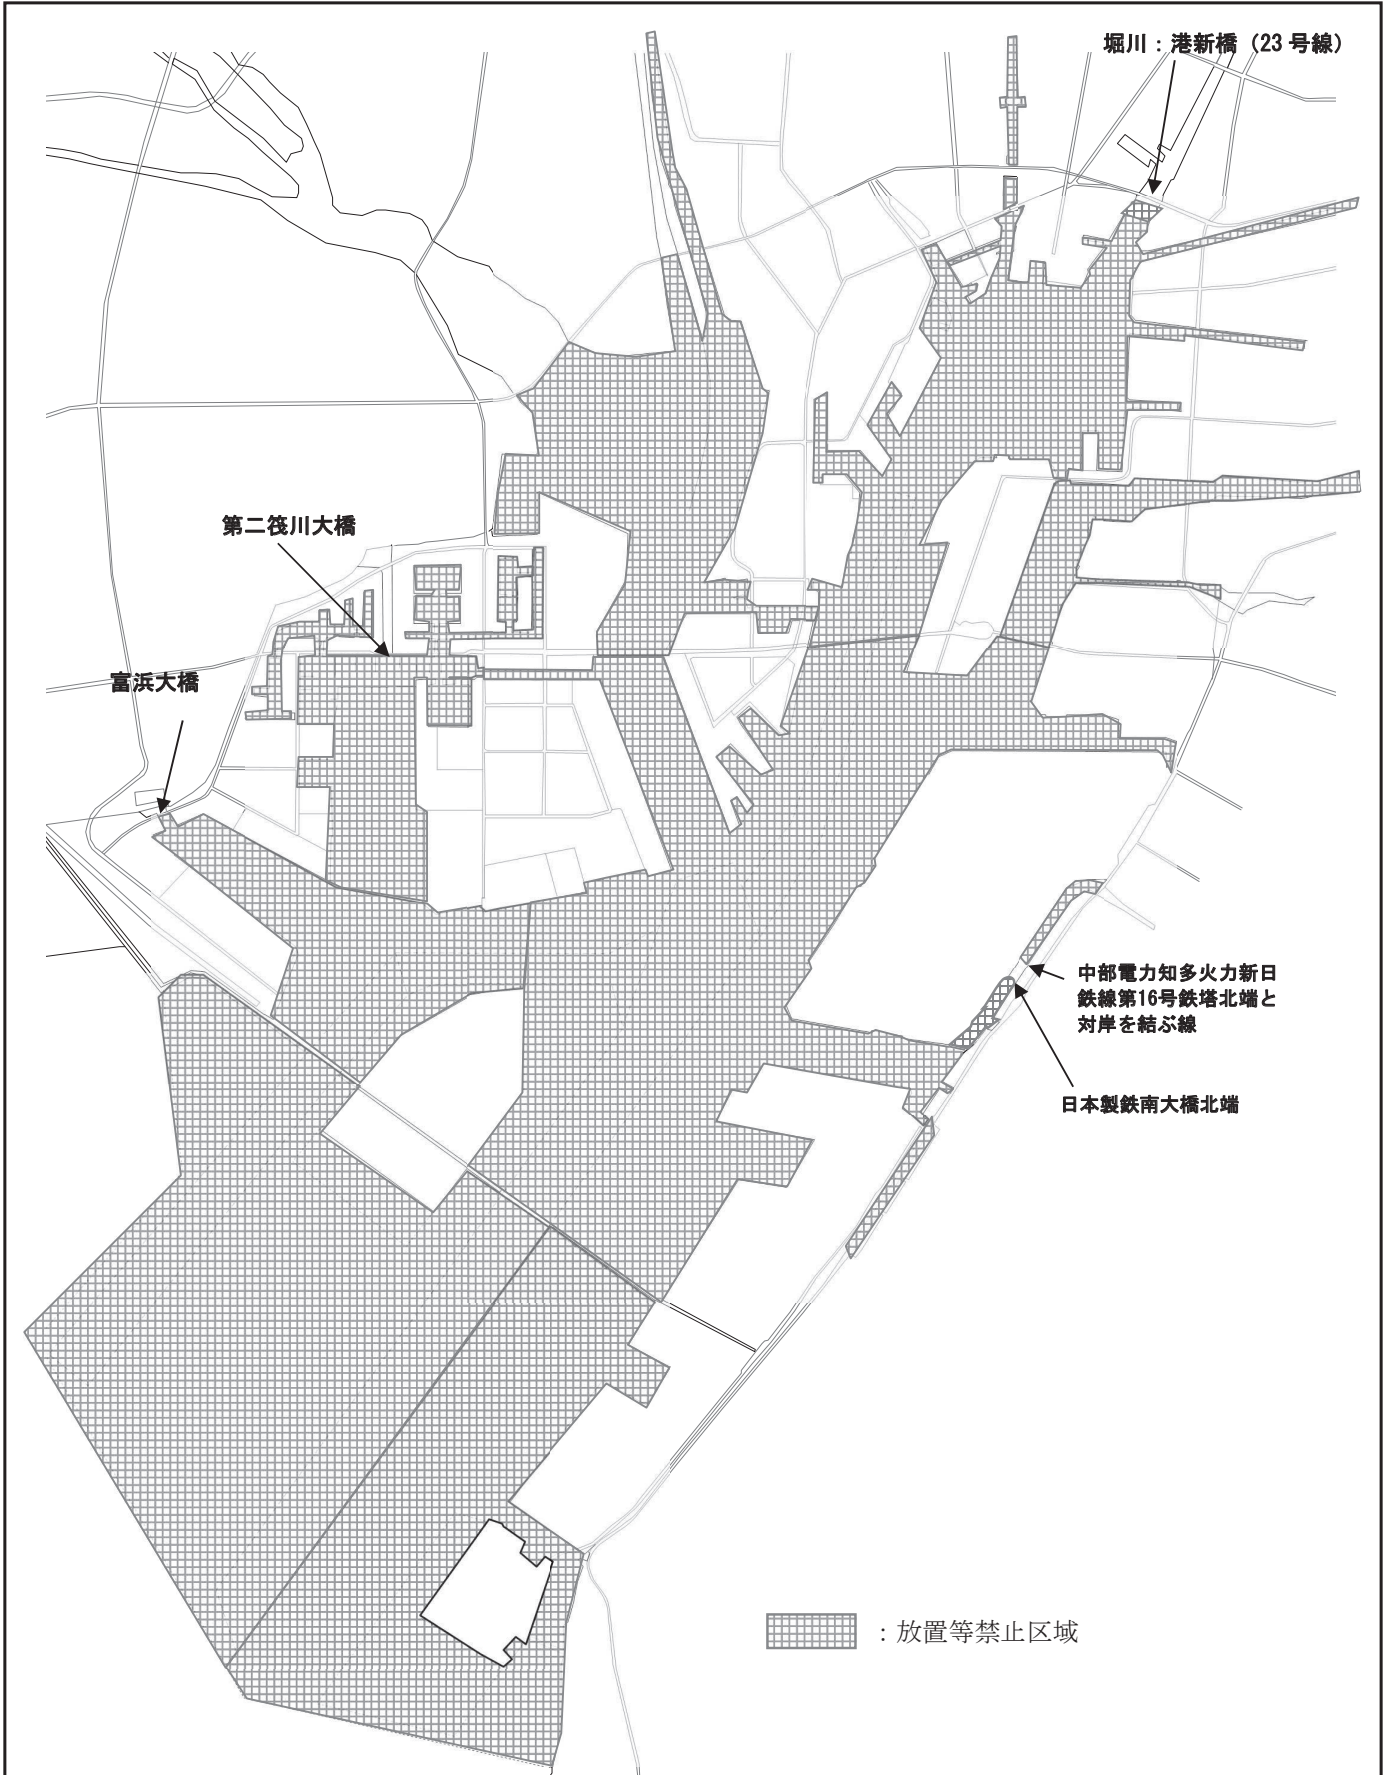 堀川：港新橋（23 号線）
第二筏川大橋
富浜大橋
中部電力知多火力新日
鉄線第16号鉄塔北端と
対岸を結ぶ線
日本製鉄南大橋北端
：放置等禁止区域